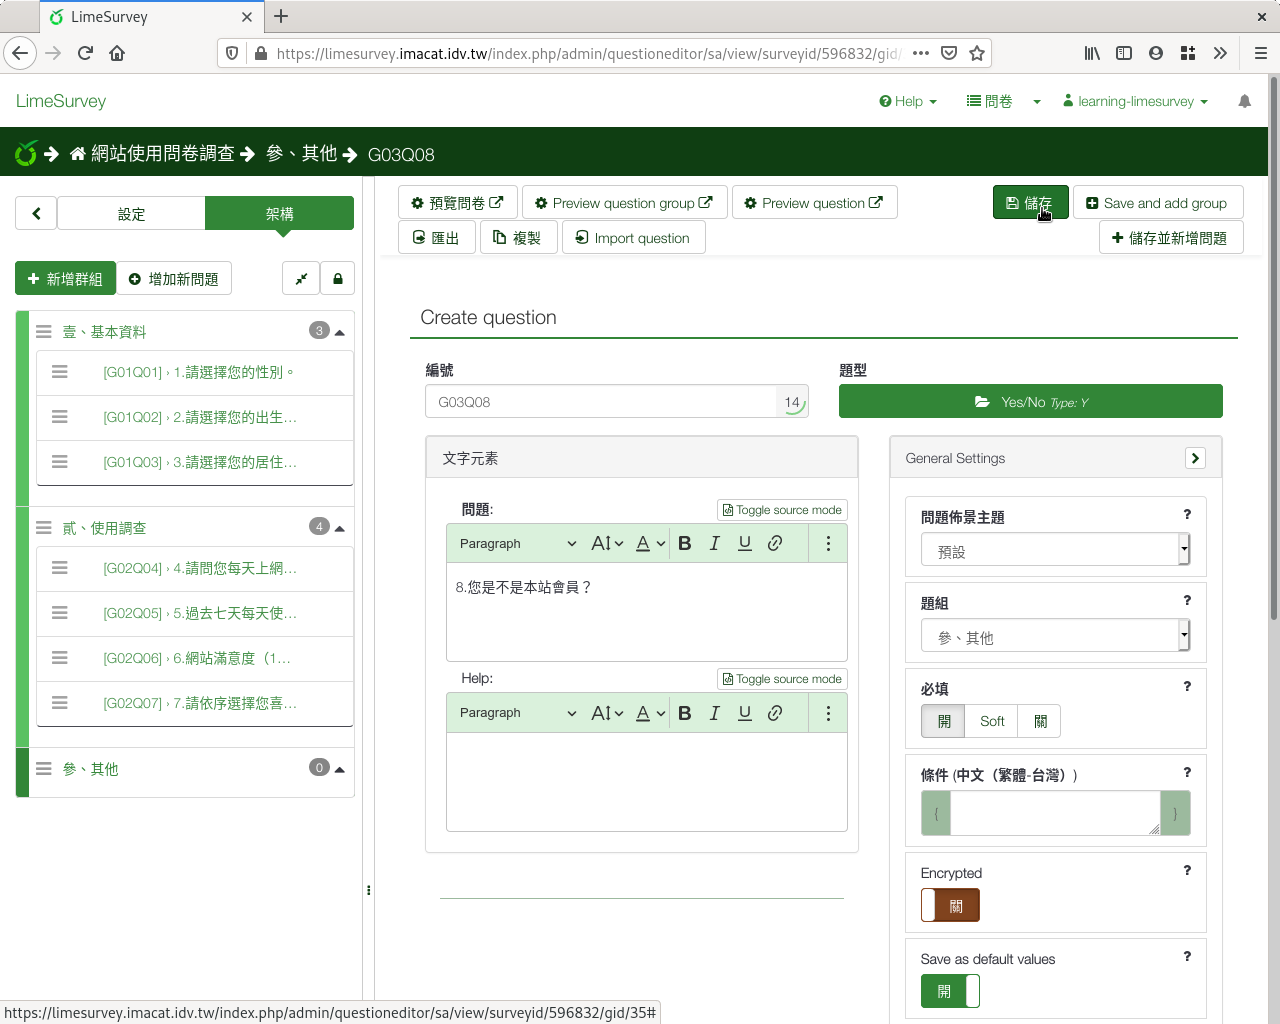 LimeSurvey
https://limesurvey.imacat.idv.tw/index.php/admin/questioneditor/sa/view/surveyid/596832/gid/
LimeSurvey
Help
問卷
learning-limesurvey
網站使用問卷調查
參、其他
G03Q08
設定
架構
預覽問卷
Preview question group
Preview question
儲存
Save and add group
匯出
複製
Import question
儲存並新增問題
新增群組
增加新問題
壹、基本資料
3
[G01Q01] › 1.請選擇您的性別。
[G01Q02] › 2.請選擇您的出生...
[G01Q03] › 3.請選擇您的居住...
貳、使用調查
4
[G02Q04] › 4.請問您每天上網...
[G02Q05] › 5.過去七天每天使...
[G02Q06] › 6.網站滿意度（1...
[G02Q07] › 7.請依序選擇您喜...
參、其他
0
Create question
編號
G03Q08
14
題型
Yes/No Type: Y
文字元素
問題:
Toggle source mode
Paragraph
A
A
B
I
U
8.您是不是本站會員？
Help:
Toggle source mode
Paragraph
A
A
B
I
U
General Settings
問題佈景主題
?
預設
題組
?
參、其他
必填
?
開
Soft
關
條件 (中文（繁體-台灣）)
?
{
}
Encrypted
?
關
Save as default values
?
開
https://limesurvey.imacat.idv.tw/index.php/admin/questioneditor/sa/view/surveyid/596832/gid/35#